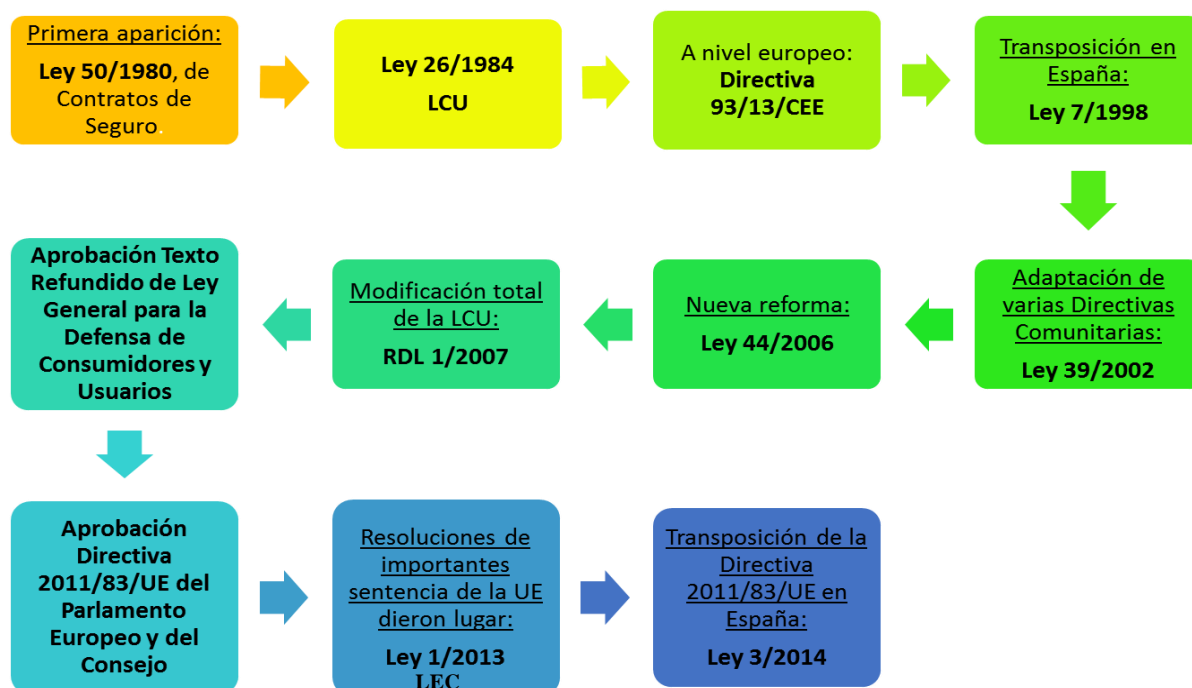 Primera aparición:
Ley 50/1980, de
Contratos de
Seguro.
Ley 26/1984
LCU
A nivel europeo:
Directiva
93/13/CEE
Transposición en
España:
Ley 7/1998
Adaptación de
varias Directivas
Comunitarias:
Ley 39/2002
Nueva reforma:
Ley 44/2006
Modificación total
de la LCU:
RDL 1/2007
Aprobación Texto
Refundido de Ley
General para la
Defensa de
Consumidores y
Usuarios
Aprobación
Directiva
2011/83/UE del
Parlamento
Europeo y del
Consejo
Resoluciones de
importantes
sentencia de la UE
dieron lugar:
Ley 1/2013
LEC
Transposición de la
Directiva
2011/83/UE en
España:
Ley 3/2014